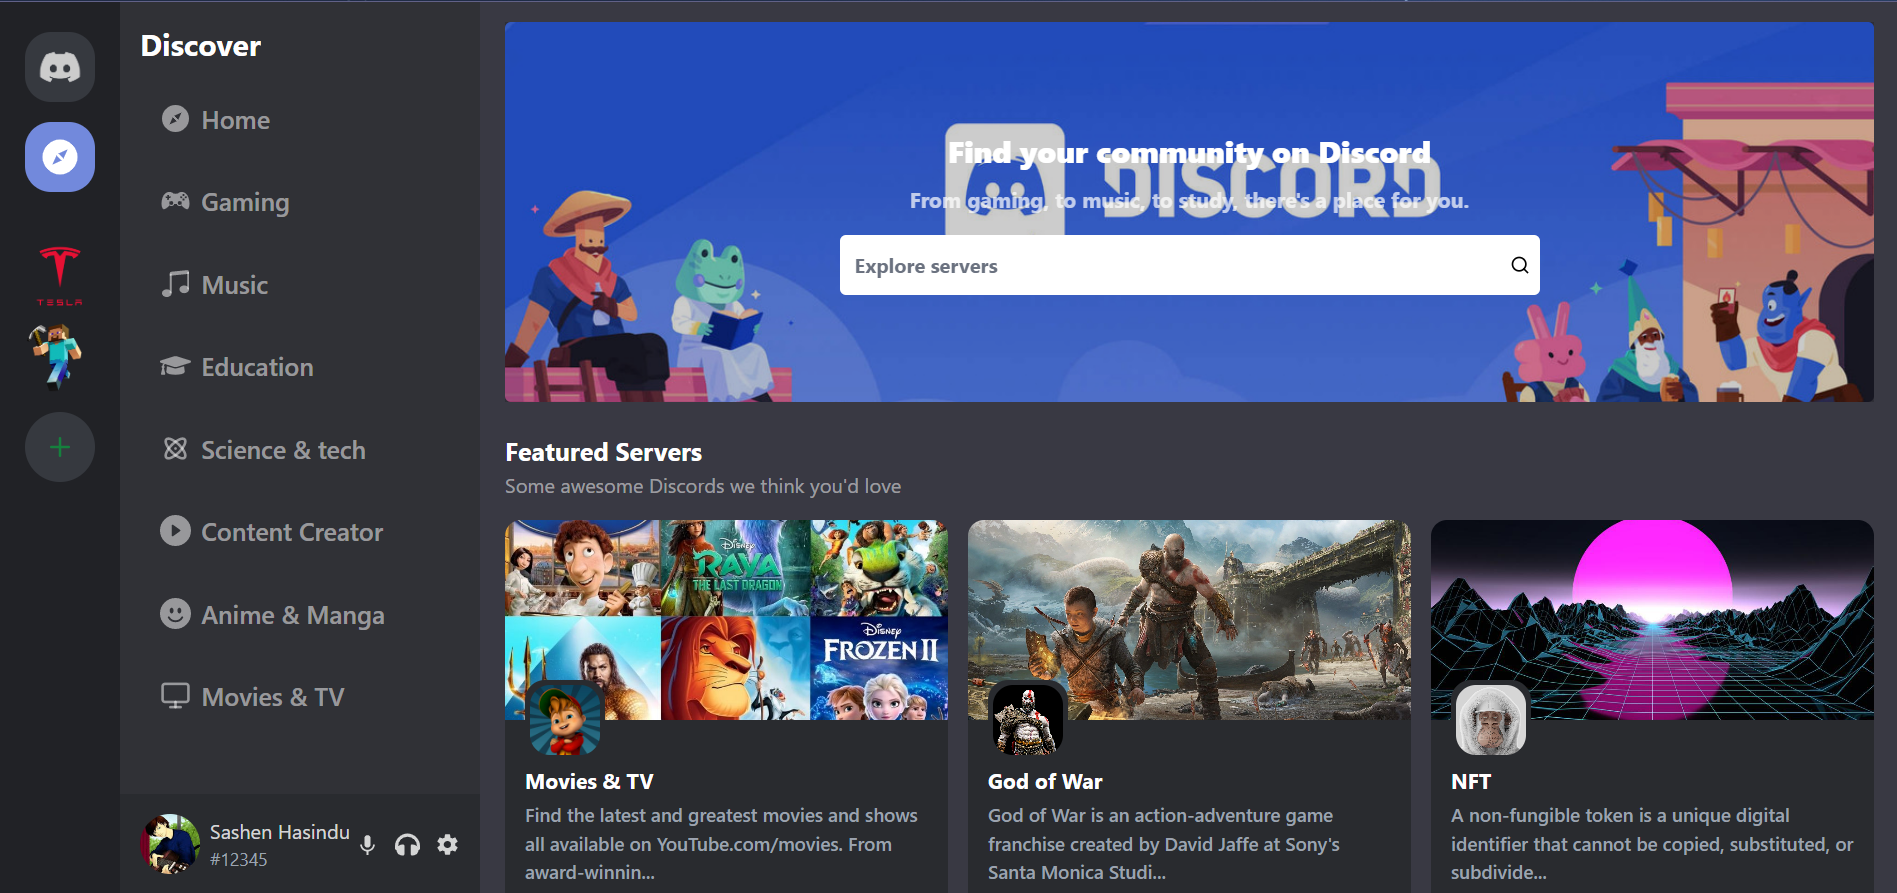 Discover
Home
Gaming
Music
Education
Science & tech
Content Creator
Anime & Manga
Movies & TV
TESLA
Sashen Hasindu
#12345
DISCORD
Find your community on Discord
From gaming, to music, to study, there's a place for you.
Explore servers
Featured Servers
Some awesome Discords we think you'd love
DISNEY
RAYA
THE LAST DRAGON
DISNEY
FROZEN II
Movies & TV
Find the latest and greatest movies and shows
all available on YouTube.com/movies. From
award-winnin...
God of War
God of War is an action-adventure game
franchise created by David Jaffe at Sony's
Santa Monica Studi...
NFT
A non-fungible token is a unique digital
identifier that cannot be copied, substituted, or
subdivide...